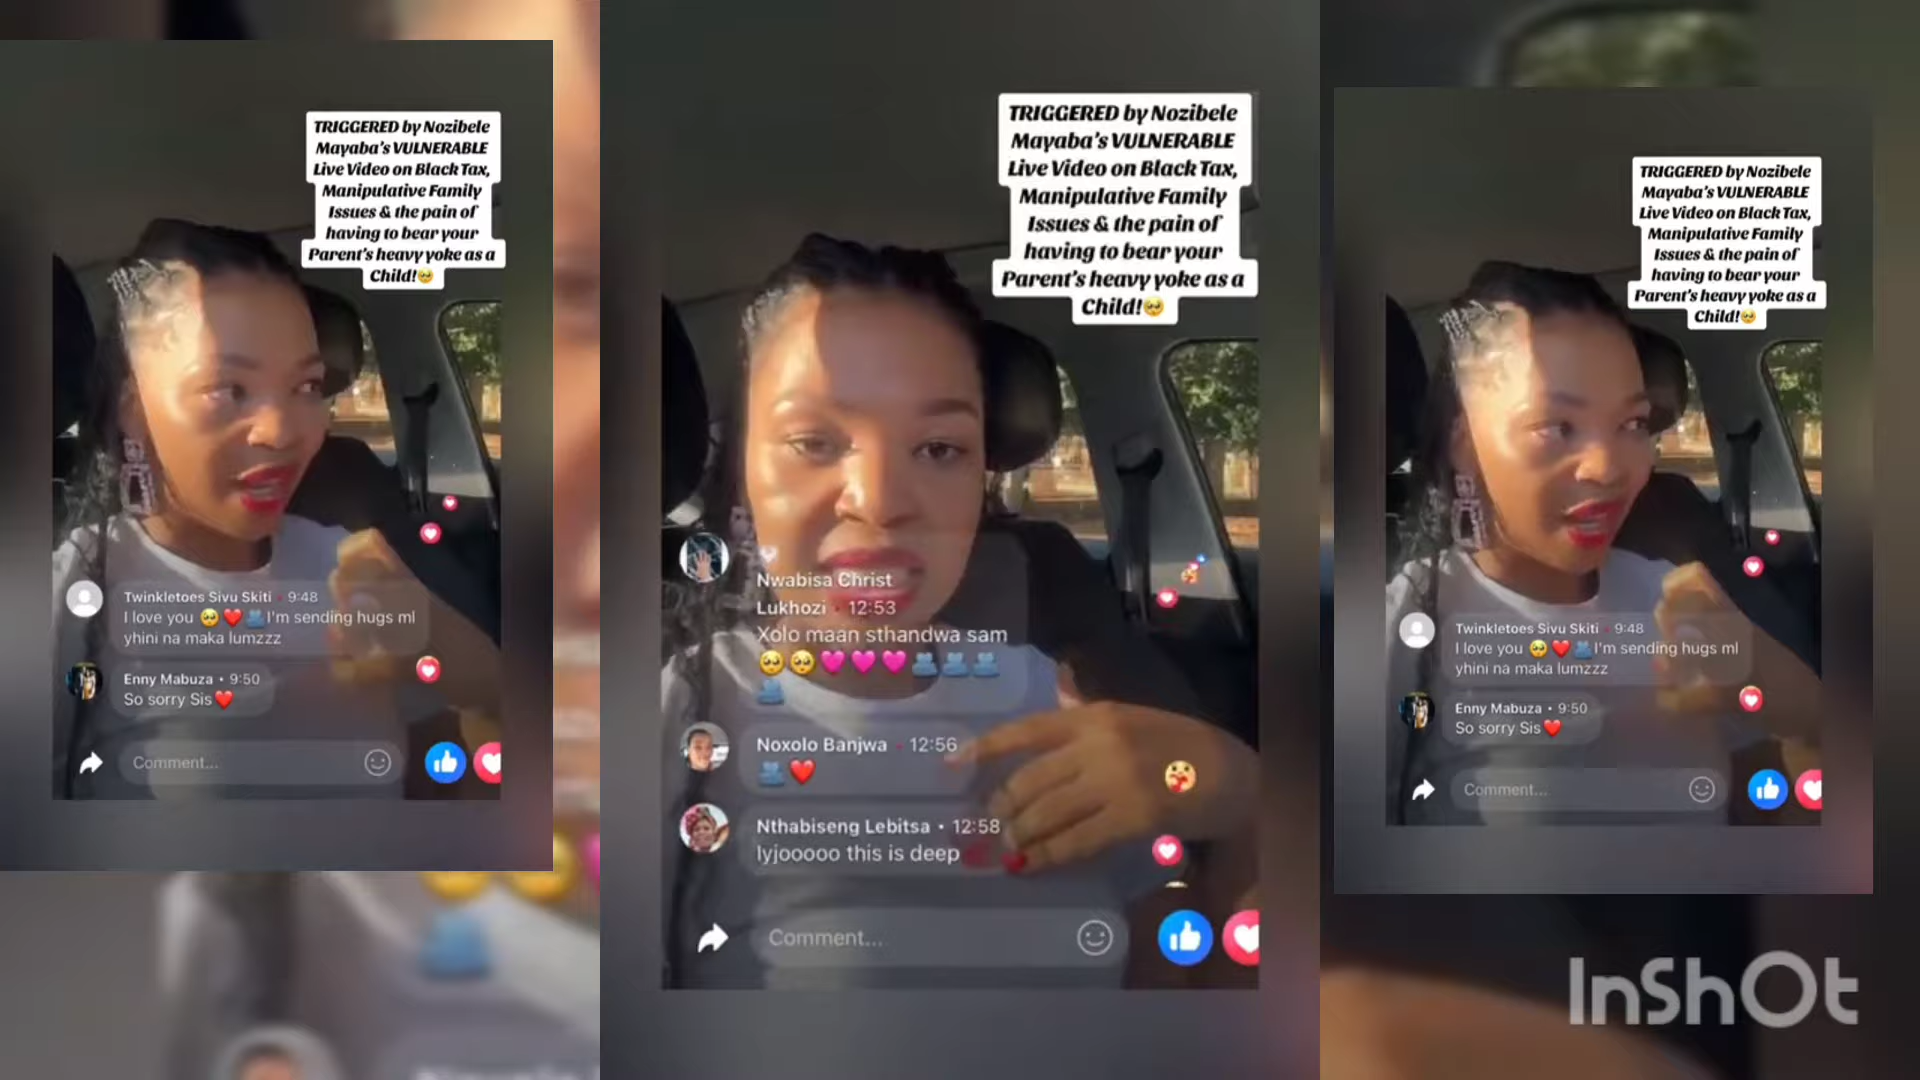 TRIGGERED by Nozibele
Mayaba's VULNERABLE
Live Video on Black Tax,
Manipulative Family
Issues & the pain of
having to bear your
Parent's heavy yoke as a
Child!🥹
Twinkletoes Sivu Skiti • 9:48
I love you 🥹❤️🫂I'm sending hugs ml
yhini na maka lumzzz
Enny Mabuza • 9:50
So sorry Sis❤️
Comment...
TRIGGERED by Nozibele
Mayaba's VULNERABLE
Live Video on Black Tax,
Manipulative Family
Issues & the pain of
having to bear your
Parent's heavy yoke as a
Child!🥹
Nwabisa Christ
Lukhozi • 12:53
Xolo maan sthandwa sam
🥺🥺💗💗💗🫂🫂🫂
🫂
Noxolo Banjwa • 12:56
🫂❤️
Nthabiseng Lebitsa • 12:58
Iyjooooo this is deep
Comment...
TRIGGERED by Nozibele
Mayaba's VULNERABLE
Live Video on Black Tax,
Manipulative Family
Issues & the pain of
having to bear your
Parent's heavy yoke as a
Child!🥹
Twinkletoes Sivu Skiti • 9:48
I love you 🥹❤️🫂I'm sending hugs ml
yhini na maka lumzzz
Enny Mabuza • 9:50
So sorry Sis❤️
Comment...
InShOt